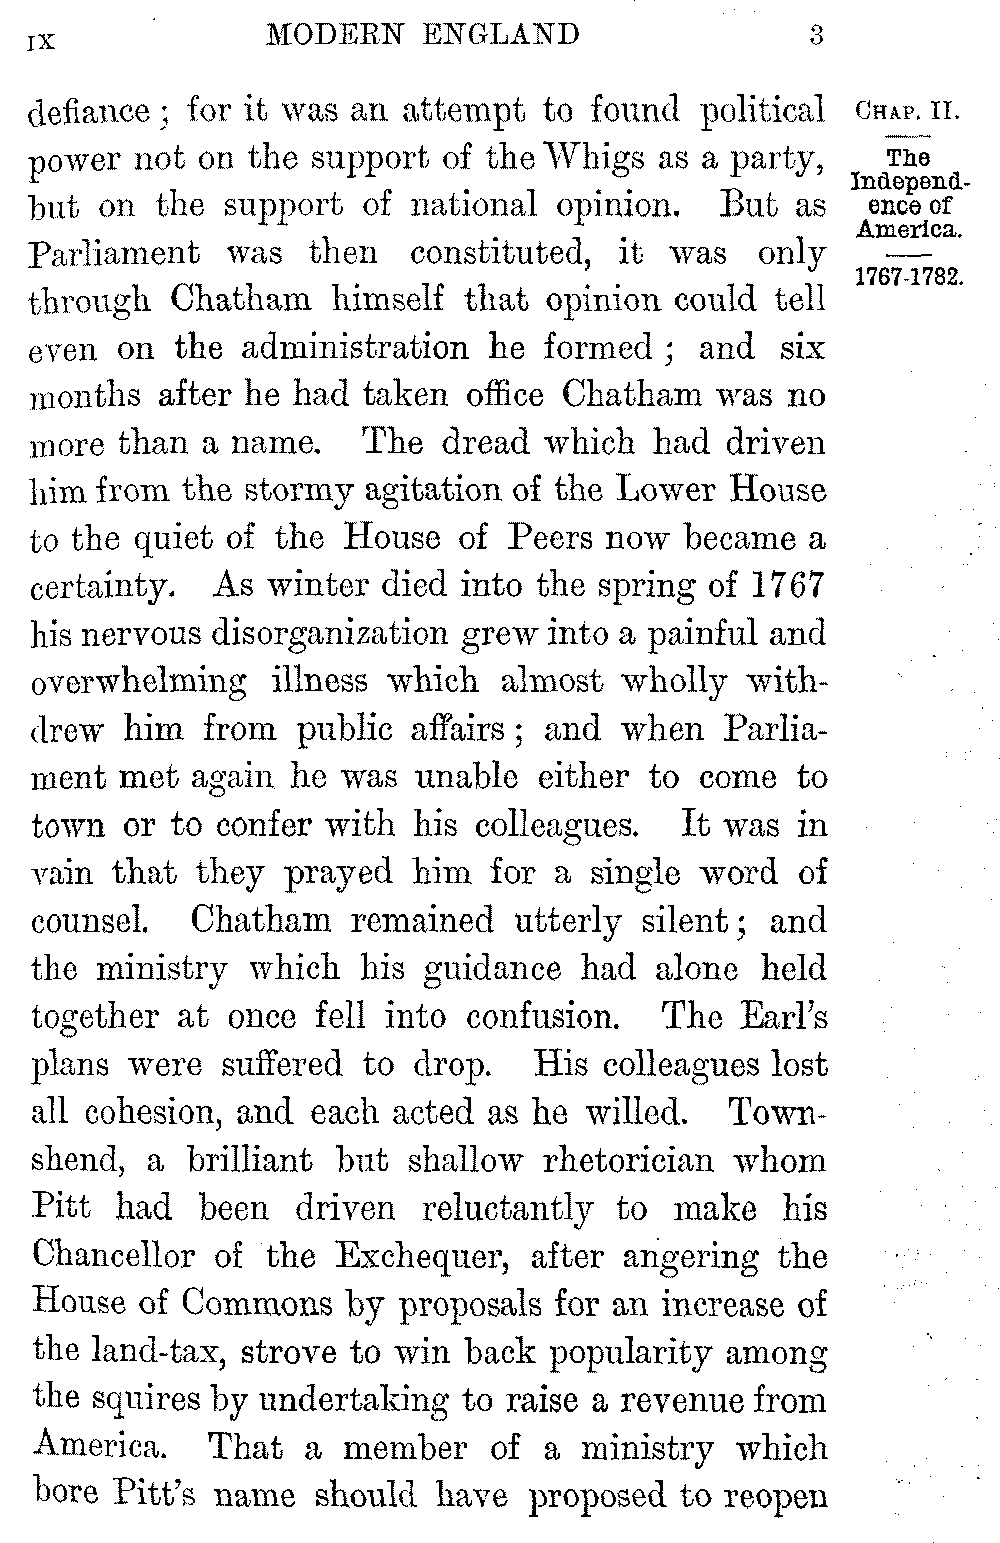 IX MODERN ENGLAND 3
defiance; for it was an attempt to found political
power not on the support of the Whigs as a party,
but on the support of national opinion. But as
Parliament was then constituted, it was only
through Chatham himself that opinion could tell
even on the administration he formed; and six
months after he had taken office Chatham was no
more than a name. The dread which had driven
him from the stormy agitation of the Lower House
to the quiet of the House of Peers now became a
certainty. As winter died into the spring of 1767
his nervous disorganization grew into a painful and
overwhelming illness which almost wholly with-
drew him from public affairs; and when Parlia-
ment met again he was unable either to come to
town or to confer with his colleagues. It was in
vain that they prayed him for a single word of
counsel. Chatham remained utterly silent; and
the ministry which his guidance had alone held
together at once fell into confusion. The Earl's
plans were suffered to drop. His colleagues lost
all cohesion, and each acted as he willed. Town-
shend, a brilliant but shallow rhetorician whom
Pitt had been driven reluctantly to make his
Chancellor of the Exchequer, after angering the
House of Commons by proposals for an increase of
the land-tax, strove to win back popularity among
the squires by undertaking to raise a revenue from
America. That a member of a ministry which
bore Pitt's name should have proposed to reopen
CHAP. II.
The
Independ-
ence of
America.
1767-1782.